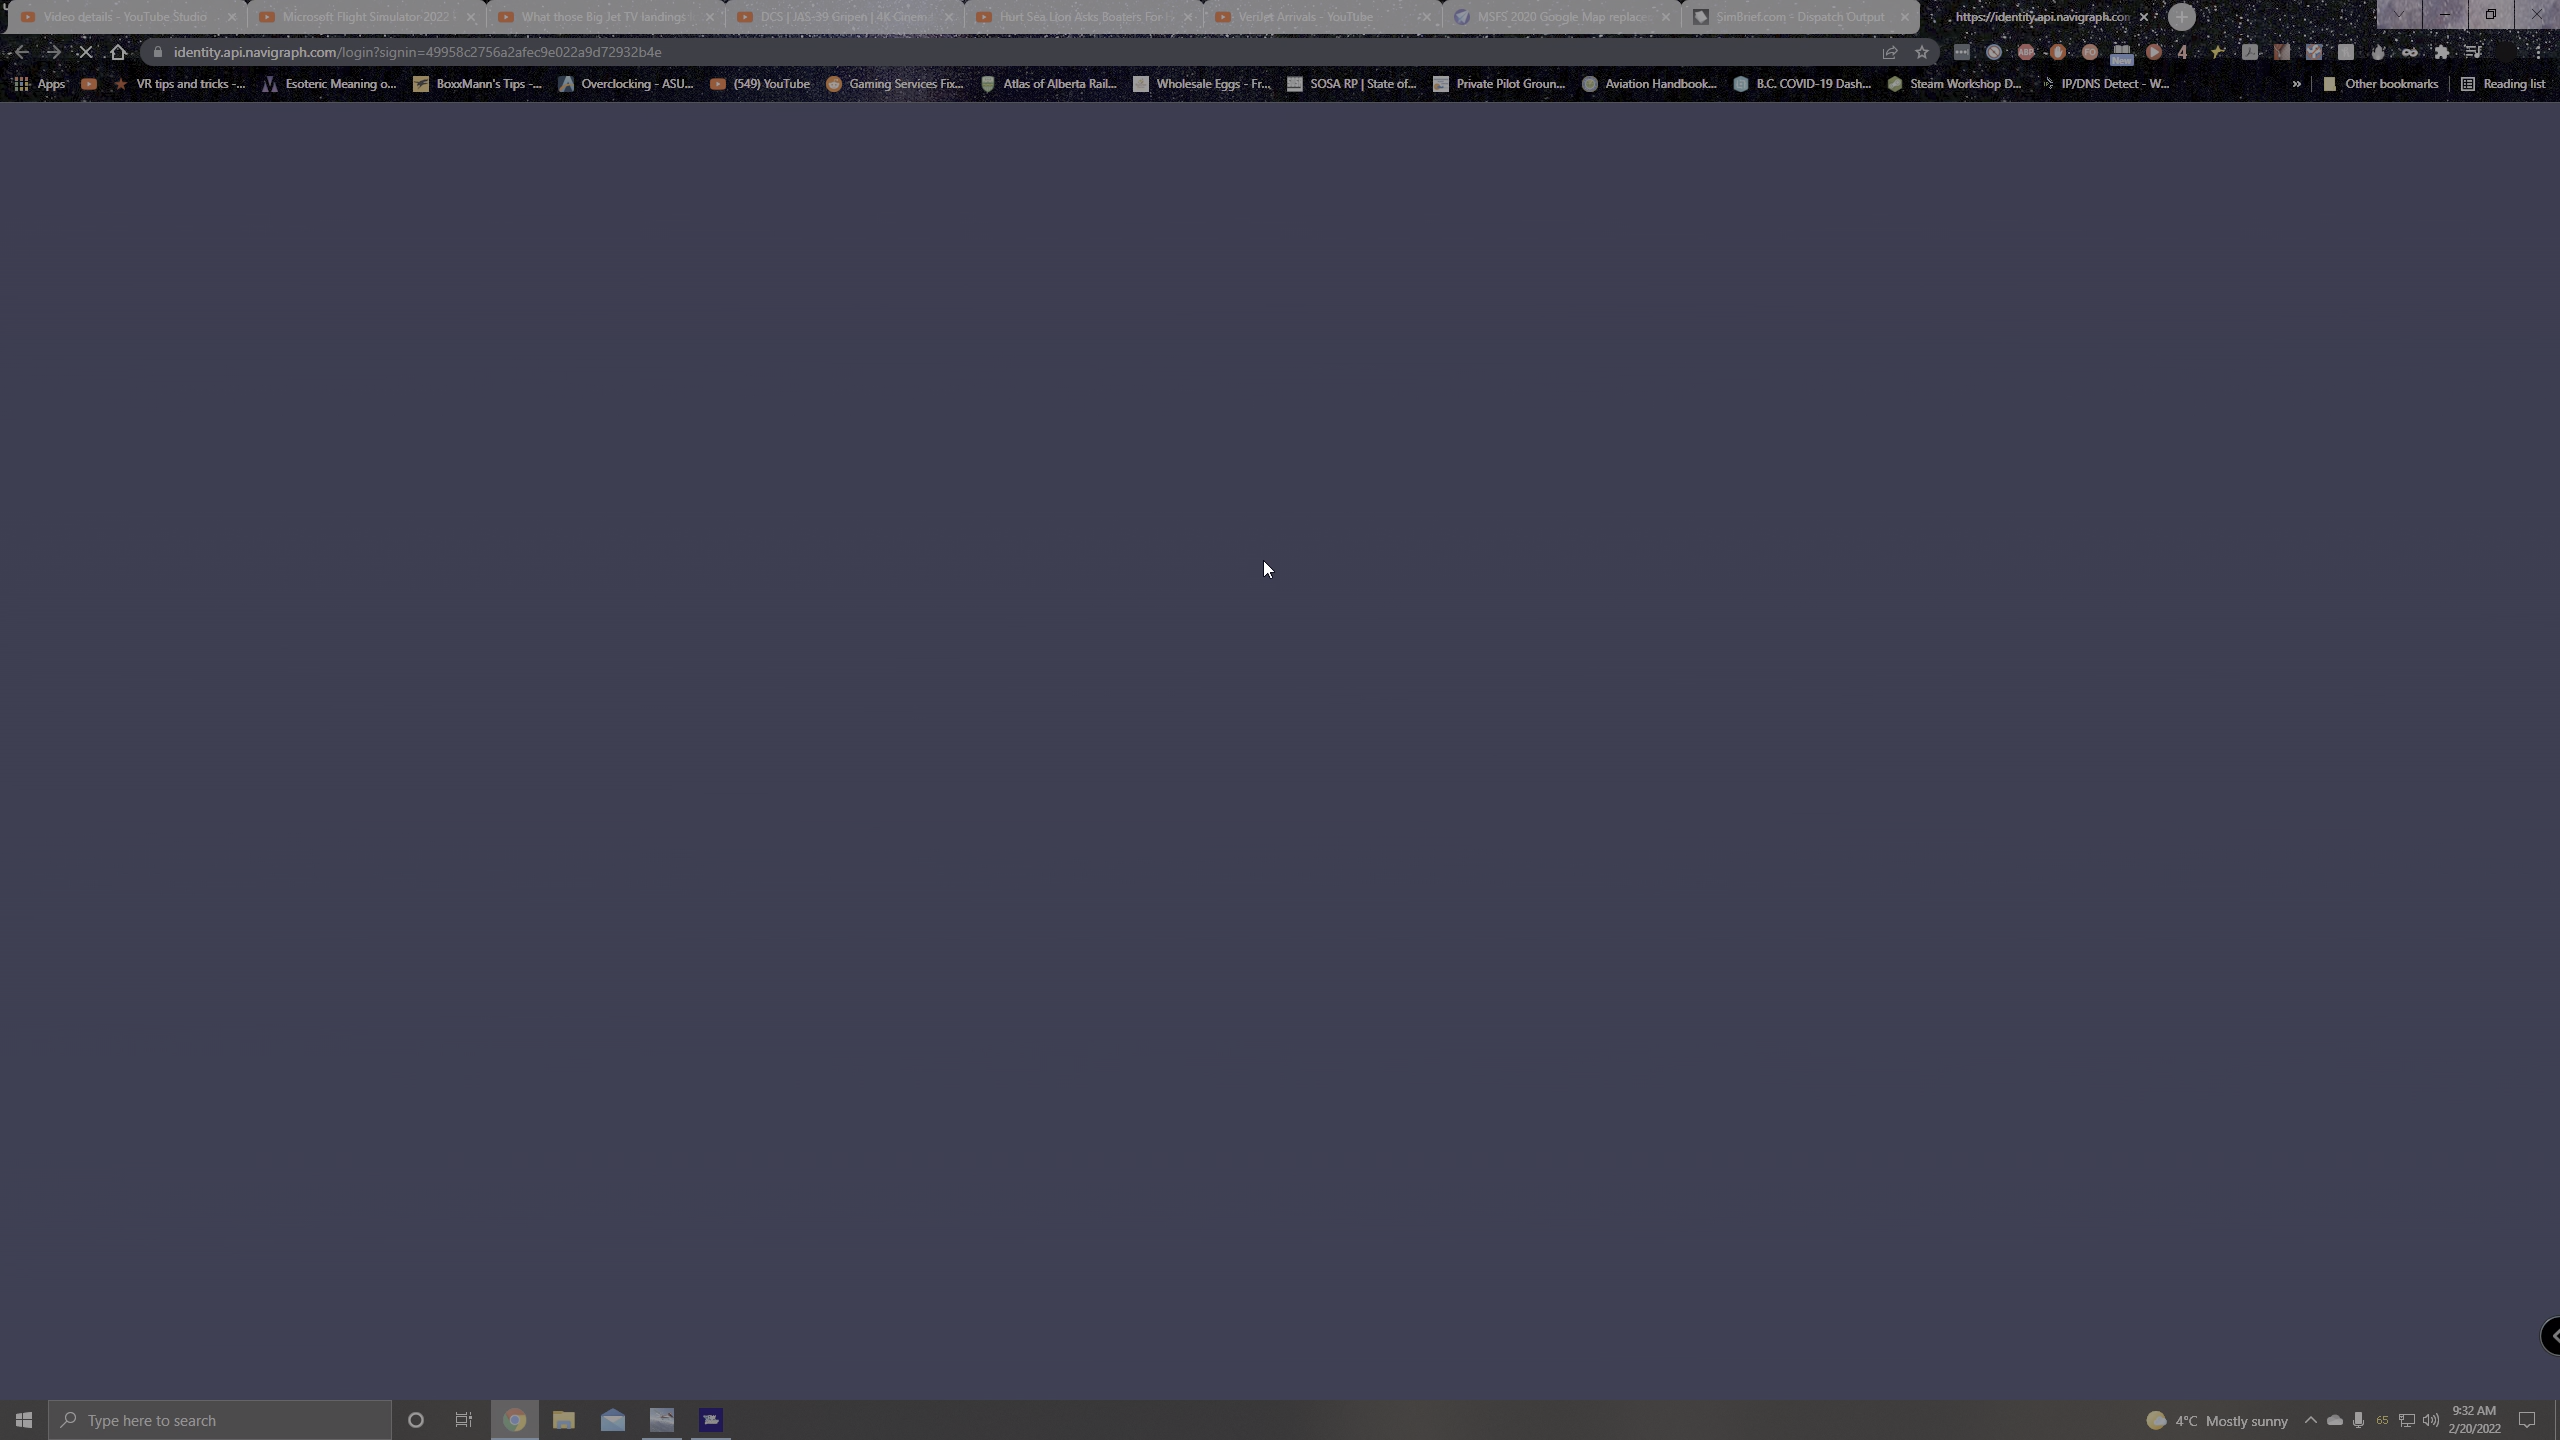 Video details - YouTube Studio
Microsoft Flight Simulator 2022 -
What those Big Jet TV landings
DCS | JAS-39 Gripen | 4K Cinem
Hurt Sea Lion Asks Boaters For
VeriJet Arrivals - YouTube
MSFS 2020 Google Map replace
SimBrief.com - Dispatch Output
https://identity.api.navigraph.con
identity.api.navigraph.com/login?signin=49958c2756a2afec9e022a9d72932b4e
ABP
New
4
Apps
VR tips and tricks -...
Esoteric Meaning o...
BoxxMann's Tips -...
Overclocking - ASU...
(549) YouTube
Gaming Services Fix...
Atlas of Alberta Rail...
Wholesale Eggs - Fr...
SOSA RP | State of...
Private Pilot Groun...
Aviation Handbook...
B.C. COVID-19 Dash...
Steam Workshop D...
IP/DNS Detect - W...
»
Other bookmarks
Reading list
Type here to search
4°C Mostly sunny
65
9:32 AM
2/20/2022